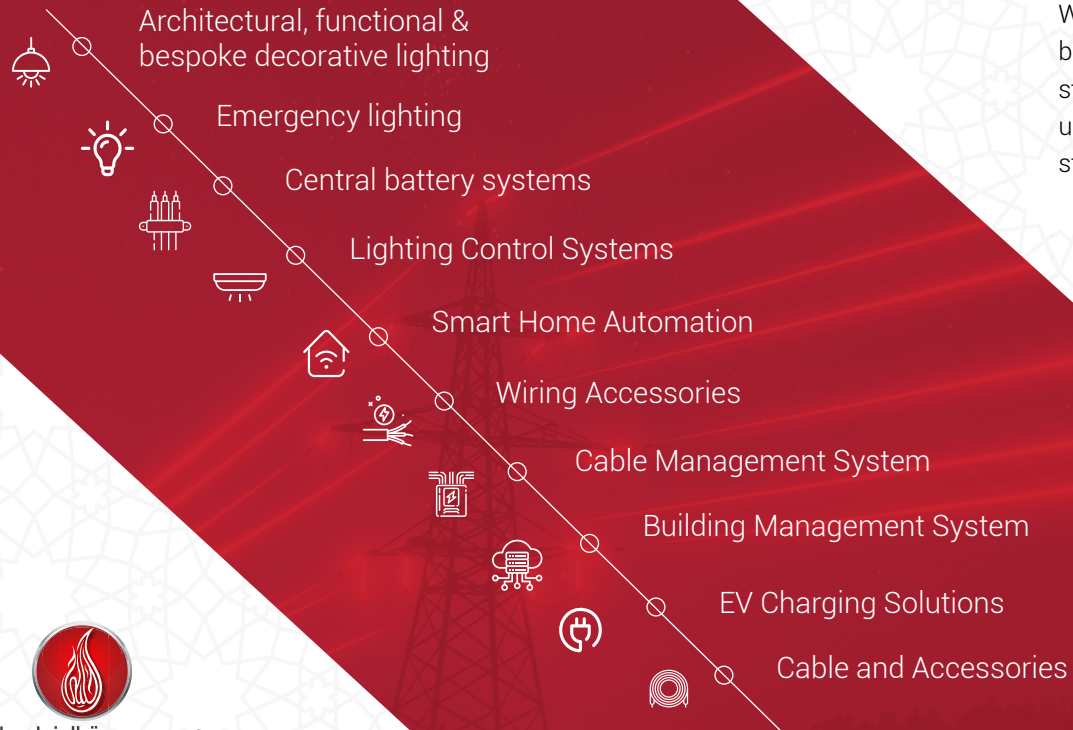 Architectural, functional &
bespoke decorative lighting
Emergency lighting
Central battery systems
Lighting Control Systems
Smart Home Automation
Wiring Accessories
Cable Management System
Building Management System
EV Charging Solutions
Cable and Accessories